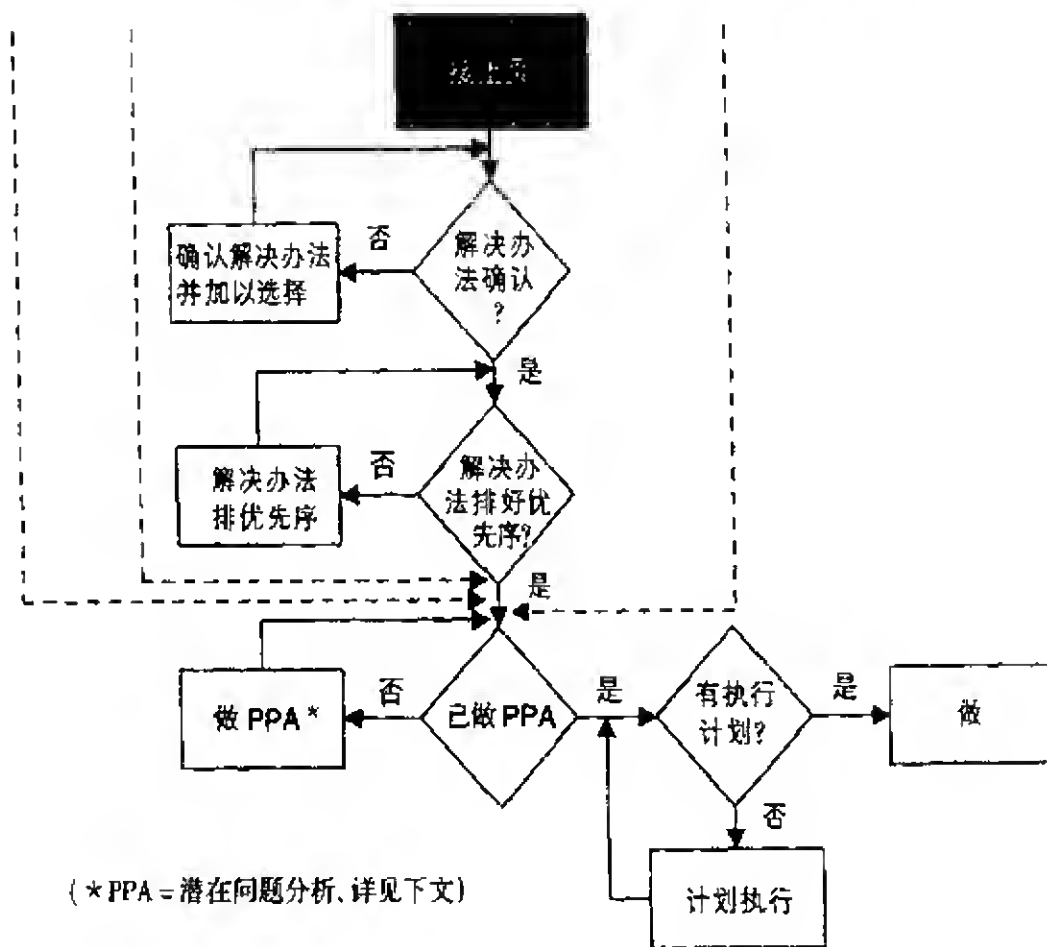 接上页
否
解决办
法确认
?
确认解决办法
并加以选择
是
否
解决办
法排好优
先序?
解决办法
排优先序
是
做 PPA*
否
已做 PPA
是
有执行
计划?
是
做
否
计划执行
(*PPA=潜在问题分析、详见下文)